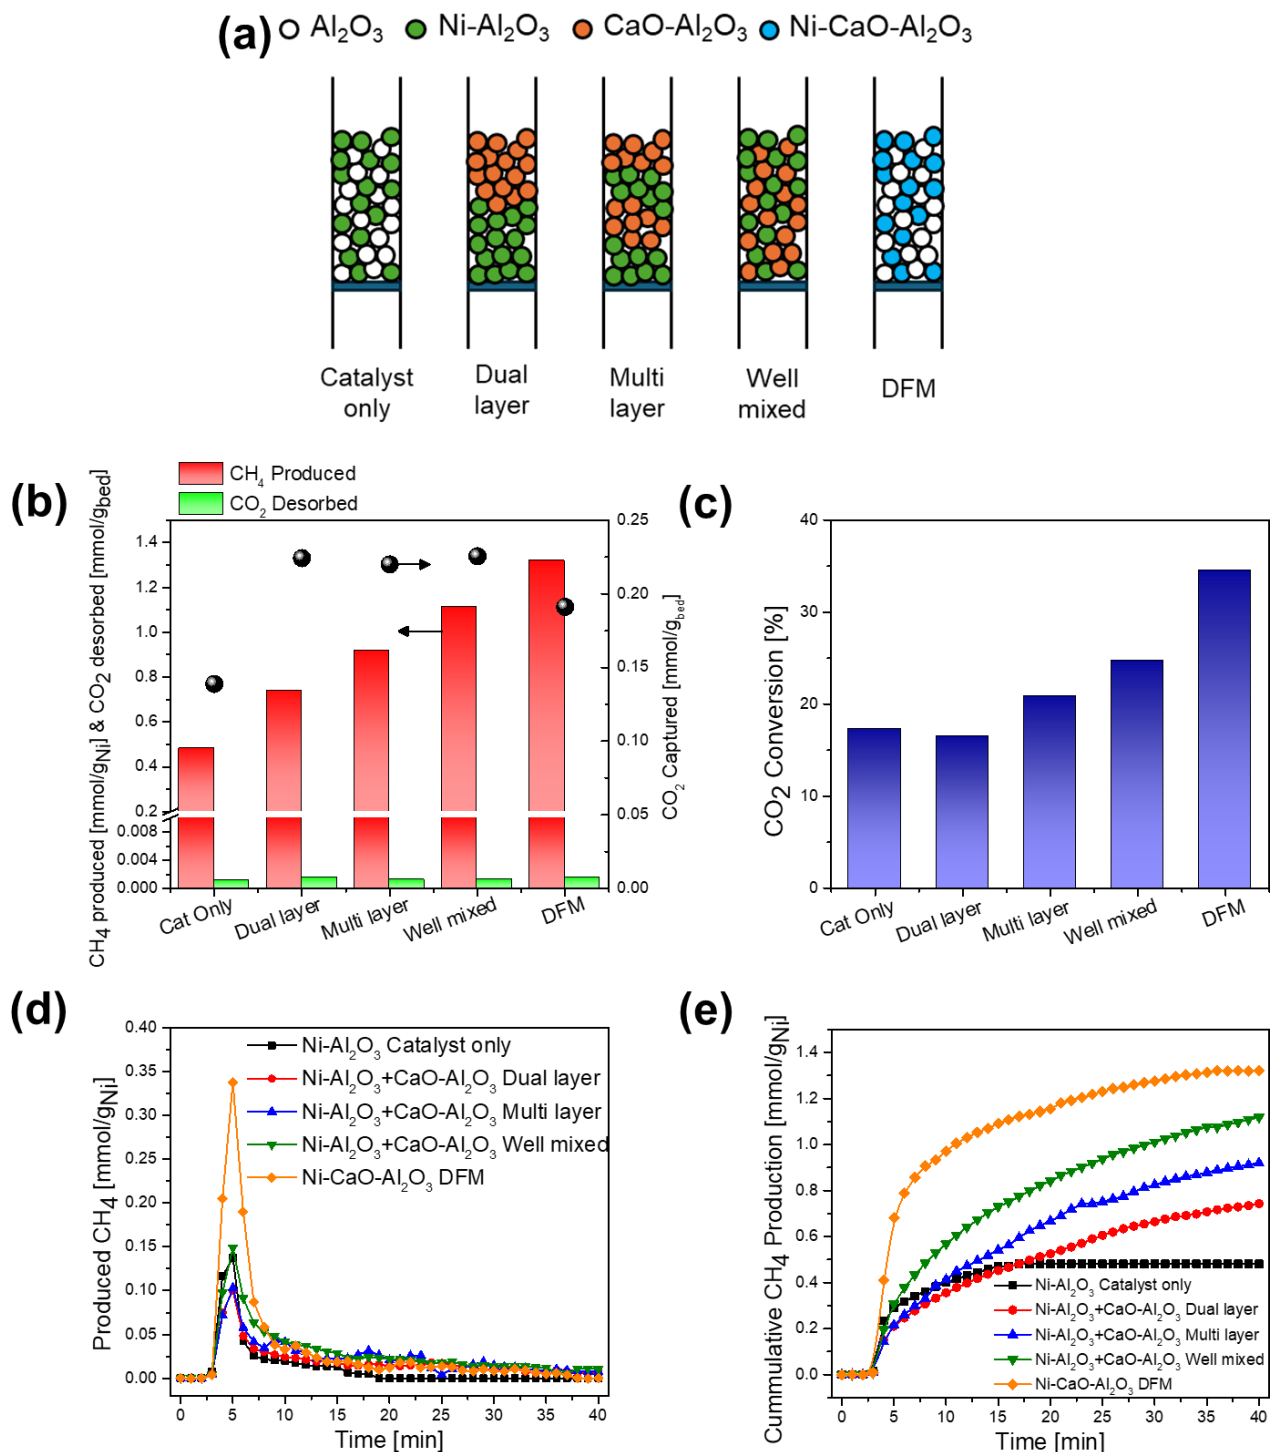 (a) Al₂O₃ Ni-Al₂O₃ CaO-Al₂O₃ Ni-CaO-Al₂O₃
Catalyst only
Dual layer
Multi layer
Well mixed
DFM
(b)
CH₄ Produced
CO₂ Desorbed
CH₄ produced [mmol/gNi] & CO₂ desorbed [mmol/gbed]
1.4
1.2
1.0
0.8
0.6
0.4
0.2
0.008
0.004
0.000
0.25
0.20
0.15
0.10
0.05
0.00
CO₂ Captured [mmol/gbed]
Cat Only
Dual layer
Multi layer
Well mixed
DFM
(c)
CO₂ Conversion [%]
40
30
20
10
0
Cat Only
Dual layer
Multi layer
Well mixed
DFM
(d)
Produced CH₄ [mmol/gNi]
0.40
0.35
0.30
0.25
0.20
0.15
0.10
0.05
0.00
Ni-Al₂O₃ Catalyst only
Ni-Al₂O₃+CaO-Al₂O₃ Dual layer
Ni-Al₂O₃+CaO-Al₂O₃ Multi layer
Ni-Al₂O₃+CaO-Al₂O₃ Well mixed
Ni-CaO-Al₂O₃ DFM
0 5 10 15 20 25 30 35 40
Time [min]
(e)
Cummulative CH₄ Production [mmol/gNi]
1.4
1.2
1.0
0.8
0.6
0.4
0.2
0.0
Ni-Al₂O₃ Catalyst only
Ni-Al₂O₃+CaO-Al₂O₃ Dual layer
Ni-Al₂O₃+CaO-Al₂O₃ Multi layer
Ni-Al₂O₃+CaO-Al₂O₃ Well mixed
Ni-CaO-Al₂O₃ DFM
0 5 10 15 20 25 30 35 40
Time [min]